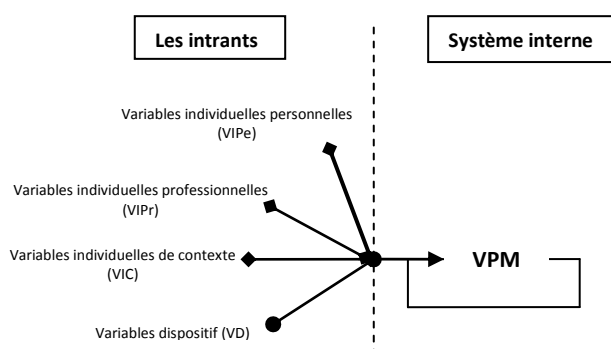 Les intrants
Système interne
Variables individuelles personnelles
(VIPe)
Variables individuelles professionnelles
(VIPr)
Variables individuelles de contexte
(VIC)
VPM
Variables dispositif (VD)